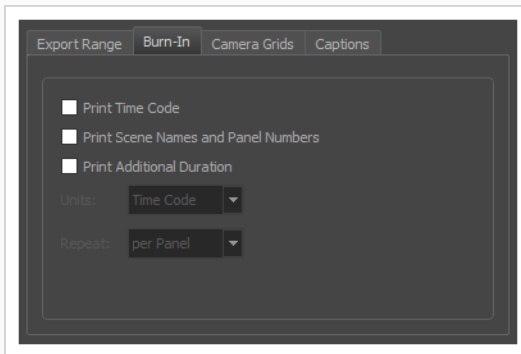 Export Range Burn-In Camera Grids Captions
Print Time Code
Print Scene Names and Panel Numbers
Print Additional Duration
Units: Time Code
Repeat: per Panel